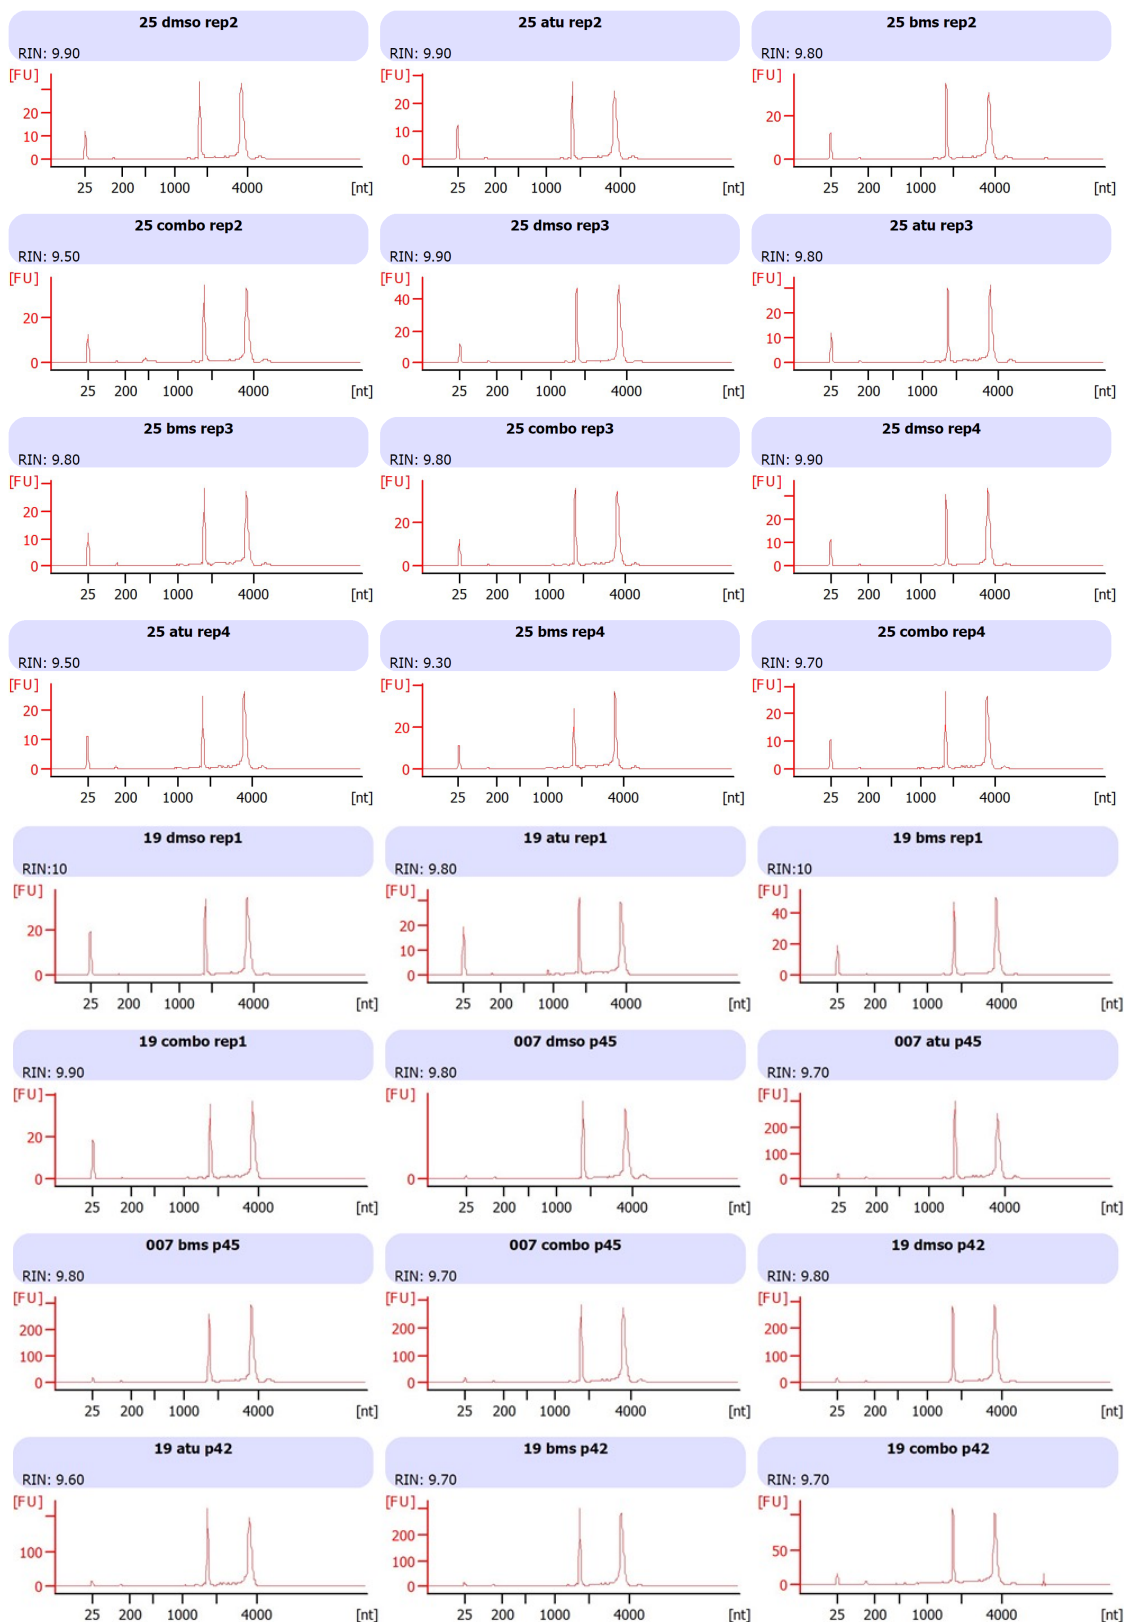 25 dmso rep2
RIN: 9.90
[FU]
20
10
0
25 200 1000 4000 [nt]
25 atu rep2
RIN: 9.90
[FU]
20
10
0
25 200 1000 4000 [nt]
25 bms rep2
RIN: 9.80
[FU]
20
0
25 200 1000 4000 [nt]
25 combo rep2
RIN: 9.50
[FU]
20
0
25 200 1000 4000 [nt]
25 dmso rep3
RIN: 9.90
[FU]
40
20
0
25 200 1000 4000 [nt]
25 atu rep3
RIN: 9.80
[FU]
20
10
0
25 200 1000 4000 [nt]
25 bms rep3
RIN: 9.80
[FU]
20
10
0
25 200 1000 4000 [nt]
25 combo rep3
RIN: 9.80
[FU]
20
0
25 200 1000 4000 [nt]
25 dmso rep4
RIN: 9.90
[FU]
20
10
0
25 200 1000 4000 [nt]
25 atu rep4
RIN: 9.50
[FU]
20
10
0
25 200 1000 4000 [nt]
25 bms rep4
RIN: 9.30
[FU]
20
0
25 200 1000 4000 [nt]
25 combo rep4
RIN: 9.70
[FU]
20
10
0
25 200 1000 4000 [nt]
19 dmso rep1
RIN:10
[FU]
20
0
25 200 1000 4000 [nt]
19 atu rep1
RIN: 9.80
[FU]
20
10
0
25 200 1000 4000 [nt]
19 bms rep1
RIN:10
[FU]
40
20
0
25 200 1000 4000 [nt]
19 combo rep1
RIN: 9.90
[FU]
20
0
25 200 1000 4000 [nt]
007 dmso p45
RIN: 9.80
[FU]
0
25 200 1000 4000 [nt]
007 atu p45
RIN: 9.70
[FU]
200
100
0
25 200 1000 4000 [nt]
007 bms p45
RIN: 9.80
[FU]
200
100
0
25 200 1000 4000 [nt]
007 combo p45
RIN: 9.70
[FU]
200
100
0
25 200 1000 4000 [nt]
19 dmso p42
RIN: 9.80
[FU]
200
100
0
25 200 1000 4000 [nt]
19 atu p42
RIN: 9.60
[FU]
100
0
25 200 1000 4000 [nt]
19 bms p42
RIN: 9.70
[FU]
200
100
0
25 200 1000 4000 [nt]
19 combo p42
RIN: 9.70
[FU]
50
0
25 200 1000 4000 [nt]